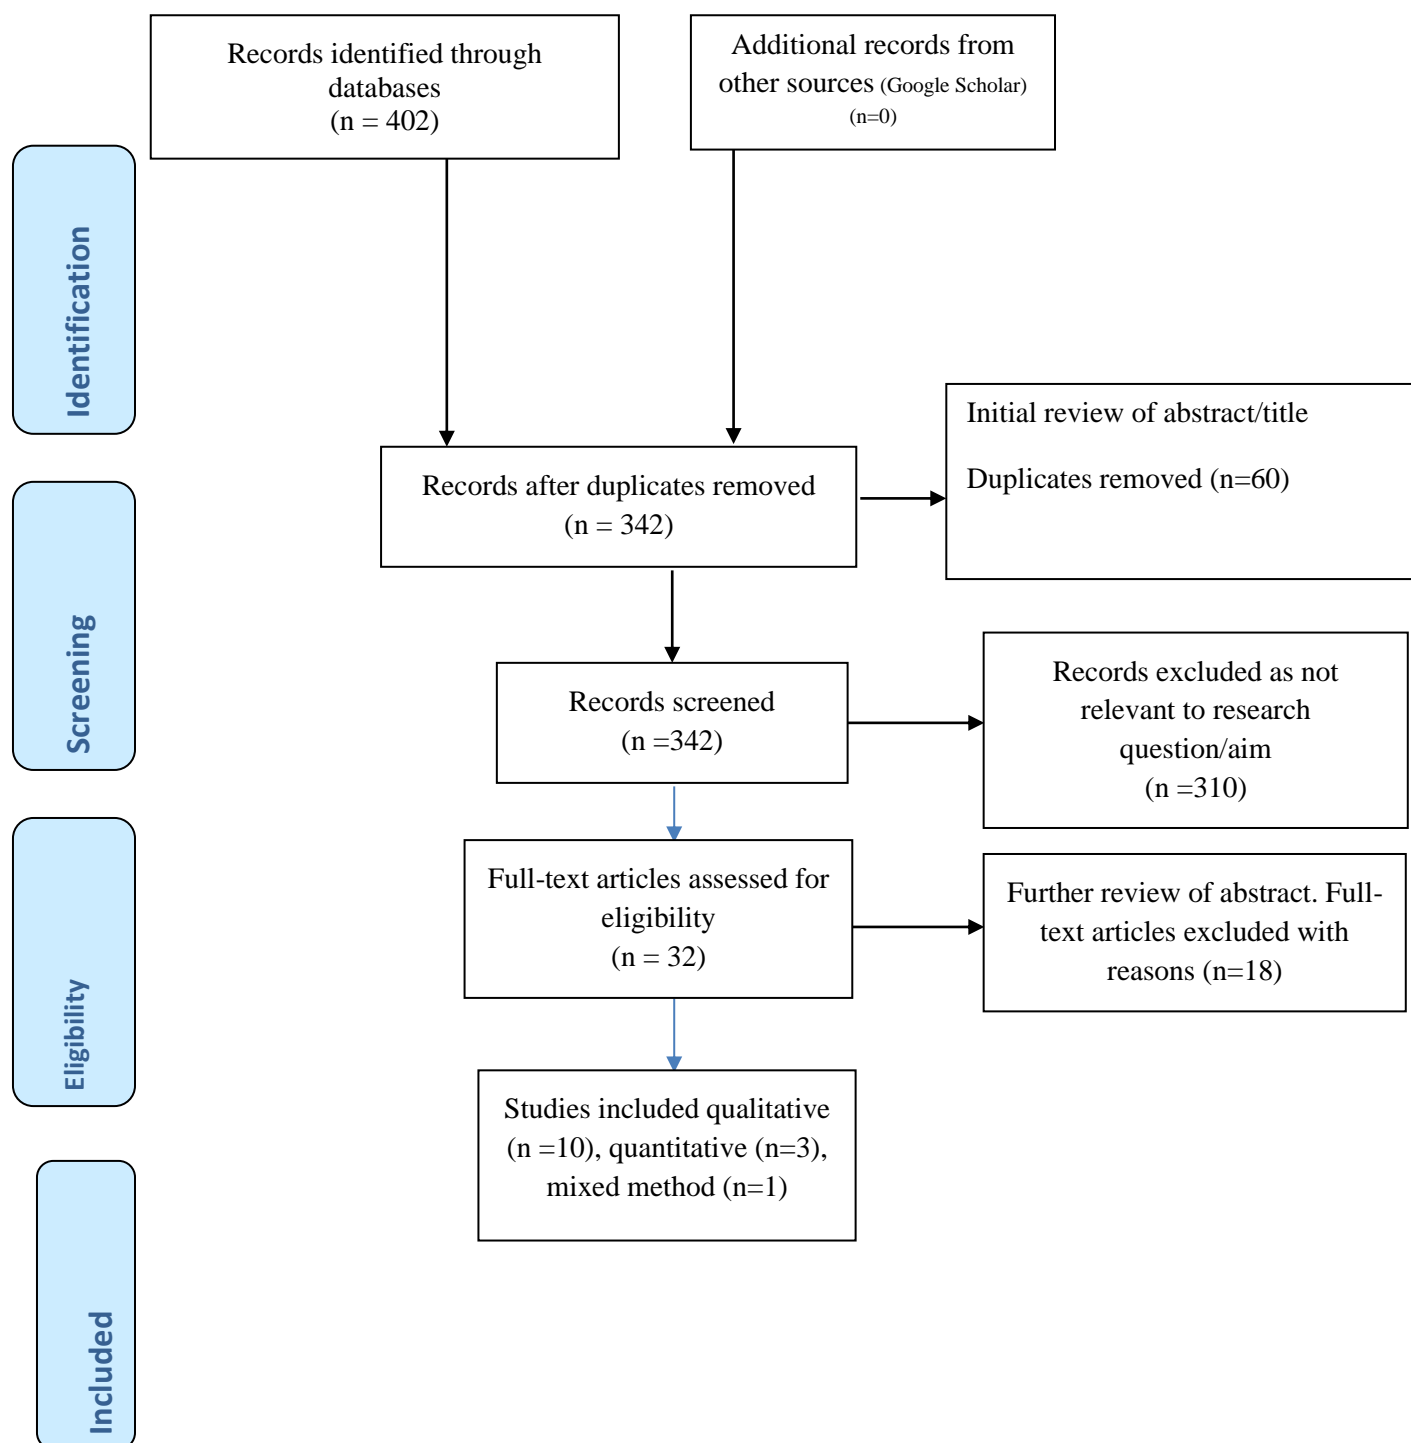 Records identified through
databases
(n = 402)
Additional records from
other sources (Google Scholar)
(n=0)
Identification
Initial review of abstract/title
Duplicates removed (n=60)
Records after duplicates removed
(n = 342)
Screening
Records screened
(n =342)
Records excluded as not
relevant to research
question/aim
(n =310)
Eligibility
Full-text articles assessed for
eligibility
(n = 32)
Further review of abstract. Full-
text articles excluded with
reasons (n=18)
Studies included qualitative
(n =10), quantitative (n=3),
mixed method (n=1)
Included